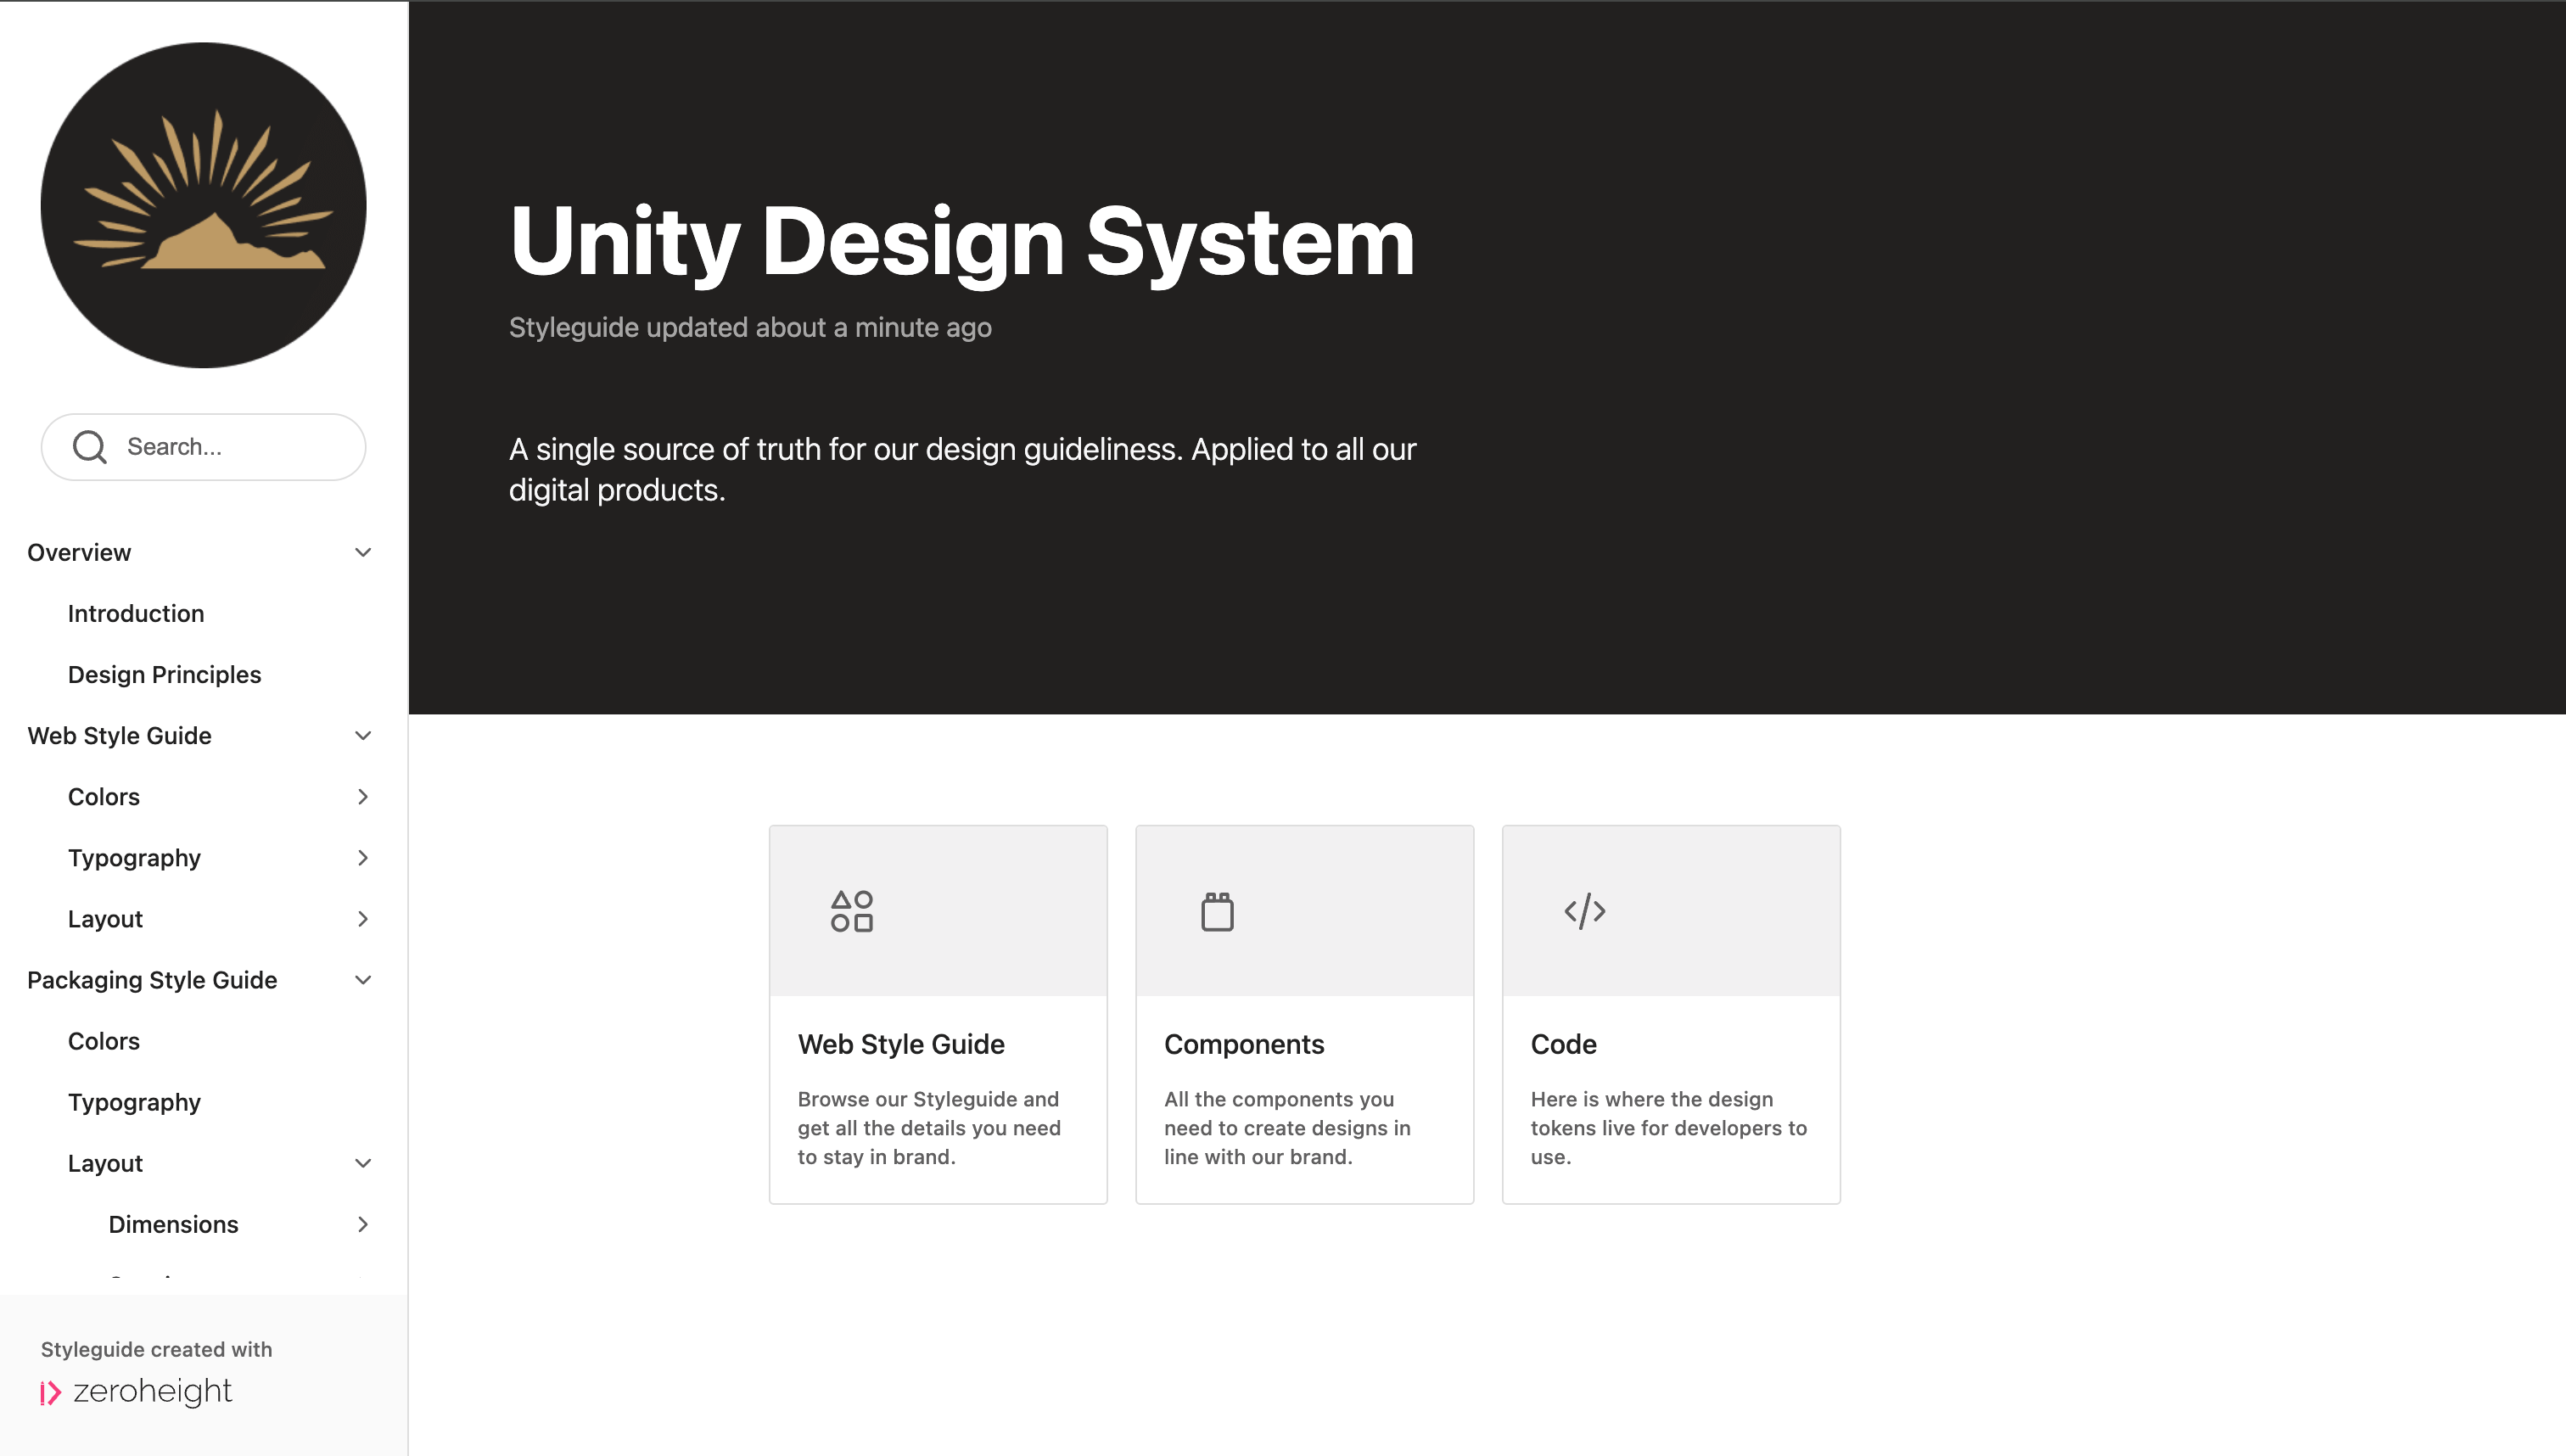 Search...
Overview
Introduction
Design Principles
Web Style Guide
Colors
Typography
Layout
Packaging Style Guide
Colors
Typography
Layout
Dimensions
Styleguide created with
zeroheight
Unity Design System
Styleguide updated about a minute ago
A single source of truth for our design guideliness. Applied to all our
digital products.
Web Style Guide
Browse our Styleguide and
get all the details you need
to stay in brand.
Components
All the components you
need to create designs in
line with our brand.
Code
Here is where the design
tokens live for developers to
use.